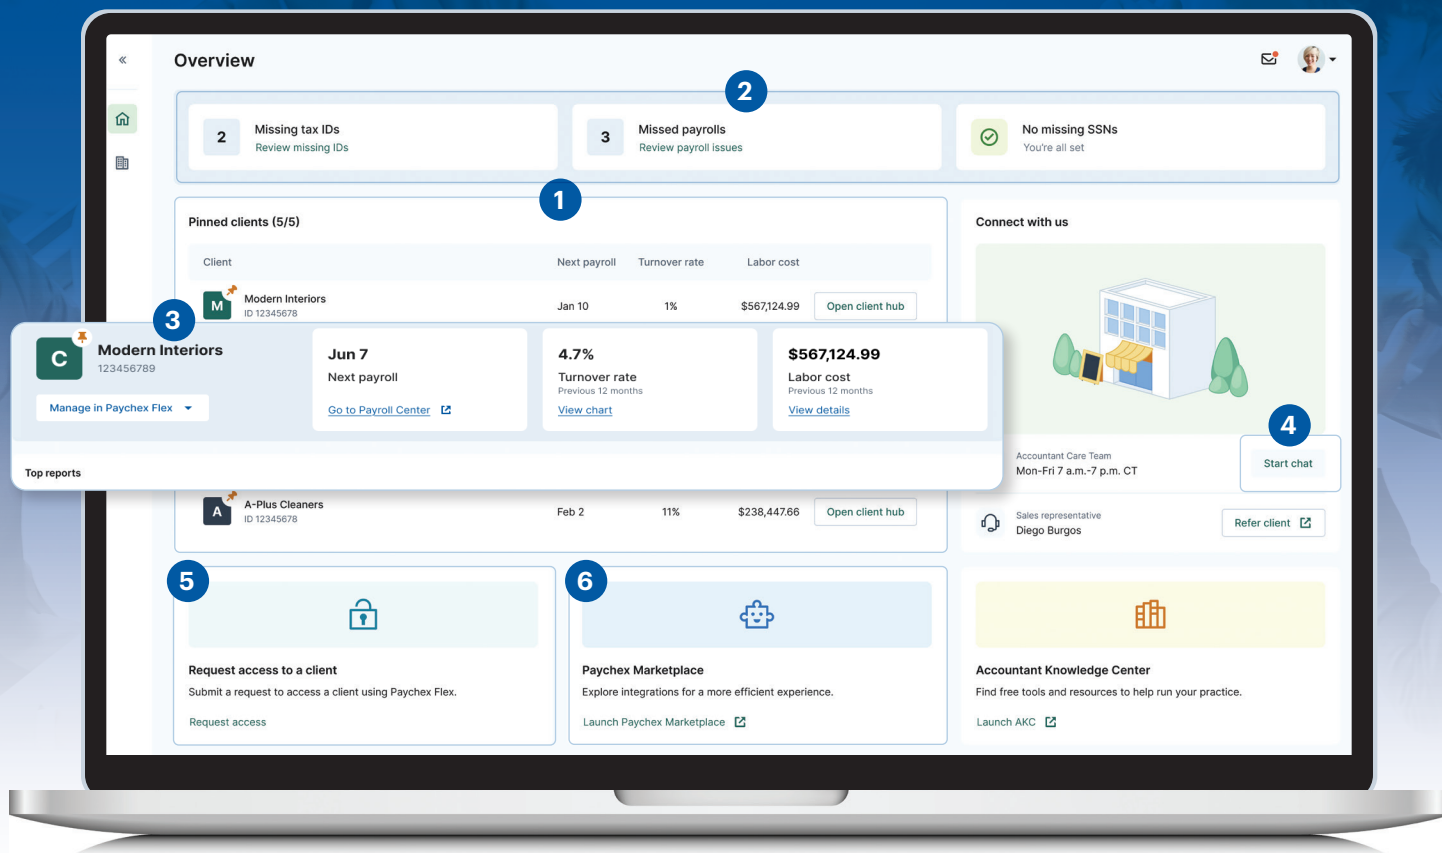 Overview
2
2
Missing tax IDs
Review missing IDs
3
Missed payrolls
Review payroll issues
No missing SSNs
You're all set
1
Pinned clients (5/5)
Client
Next payroll
Turnover rate
Labor cost
M
Modern Interiors
ID 12345678
Jan 10
1%
$567,124.99
Open client hub
3
C
Modern Interiors
123456789
Manage in Paychex Flex
Jun 7
Next payroll
Go to Payroll Center
4.7%
Turnover rate
Previous 12 months
View chart
$567,124.99
Labor cost
Previous 12 months
View details
Top reports
A
A-Plus Cleaners
ID 12345678
Feb 2
11%
$238,447.66
Open client hub
Connect with us
4
Accountant Care Team
Mon-Fri 7 a.m.-7 p.m. CT
Start chat
Sales representative
Diego Burgos
Refer client
5
Request access to a client
Submit a request to access a client using Paychex Flex.
Request access
6
Paychex Marketplace
Explore integrations for a more efficient experience.
Launch Paychex Marketplace
Accountant Knowledge Center
Find free tools and resources to help run your practice.
Launch AKC